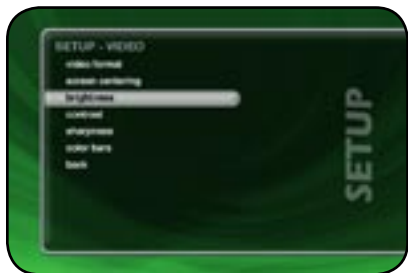 SETUP - VIDEO
video format
screen centering
brightness
contrast
sharpness
color bars
back
SETUP